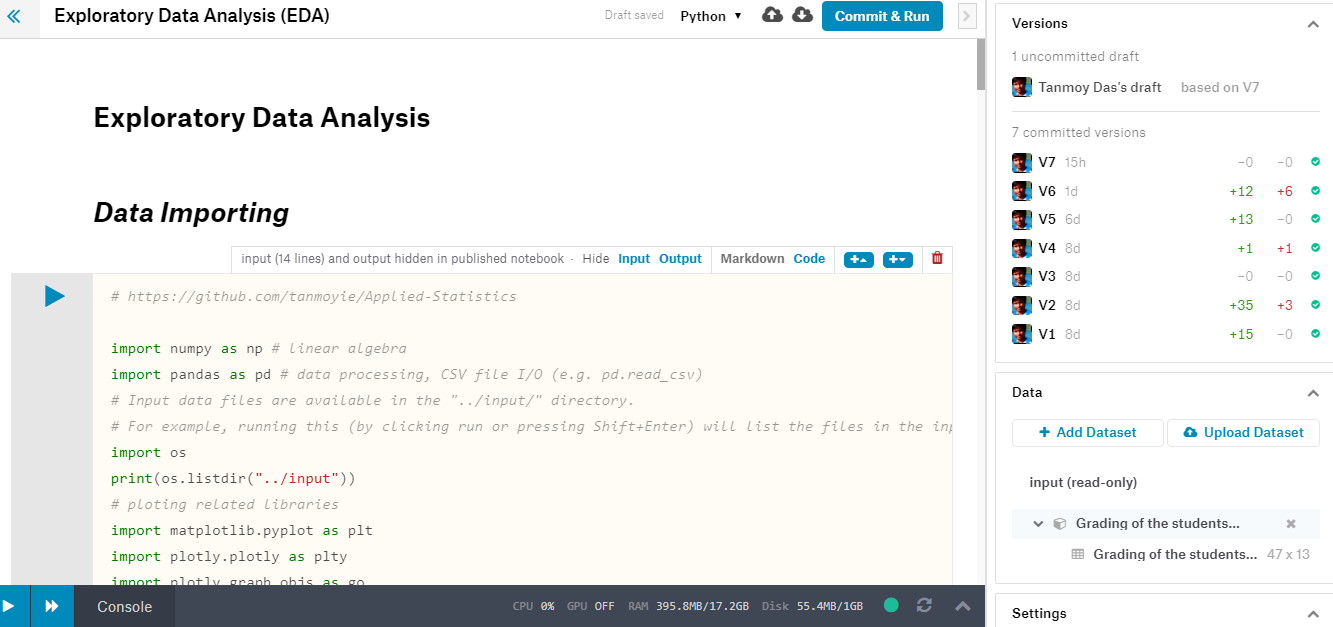 Exploratory Data Analysis (EDA)
Draft saved Python Commit & Run
Exploratory Data Analysis
Data Importing
input (14 lines) and output hidden in published notebook · Hide Input Output Markdown Code
# https://github.com/tanmoyie/Applied-Statistics
import numpy as np # linear algebra
import pandas as pd # data processing, CSV file I/O (e.g. pd.read_csv)
# Input data files are available in the "../input/" directory.
# For example, running this (by clicking run or pressing Shift+Enter) will list the files in the
import os
print(os.listdir("../input"))
# ploting related libraries
import matplotlib.pyplot as plt
import plotly.plotly as plty
import plotly.graph_objs as go
Console CPU 0% GPU OFF RAM 395.8MB/17.2GB Disk 55.4MB/1GB
Versions
1 uncommitted draft
Tanmoy Das's draft based on V7
7 committed versions
V7 15h –0 –0
V6 1d +12 +6
V5 6d +13 –0
V4 8d +1 +1
V3 8d –0 –0
V2 8d +35 +3
V1 8d +15 –0
Data
+ Add Dataset Upload Dataset
input (read-only)
Grading of the students...
Grading of the students... 47 x 13
Settings